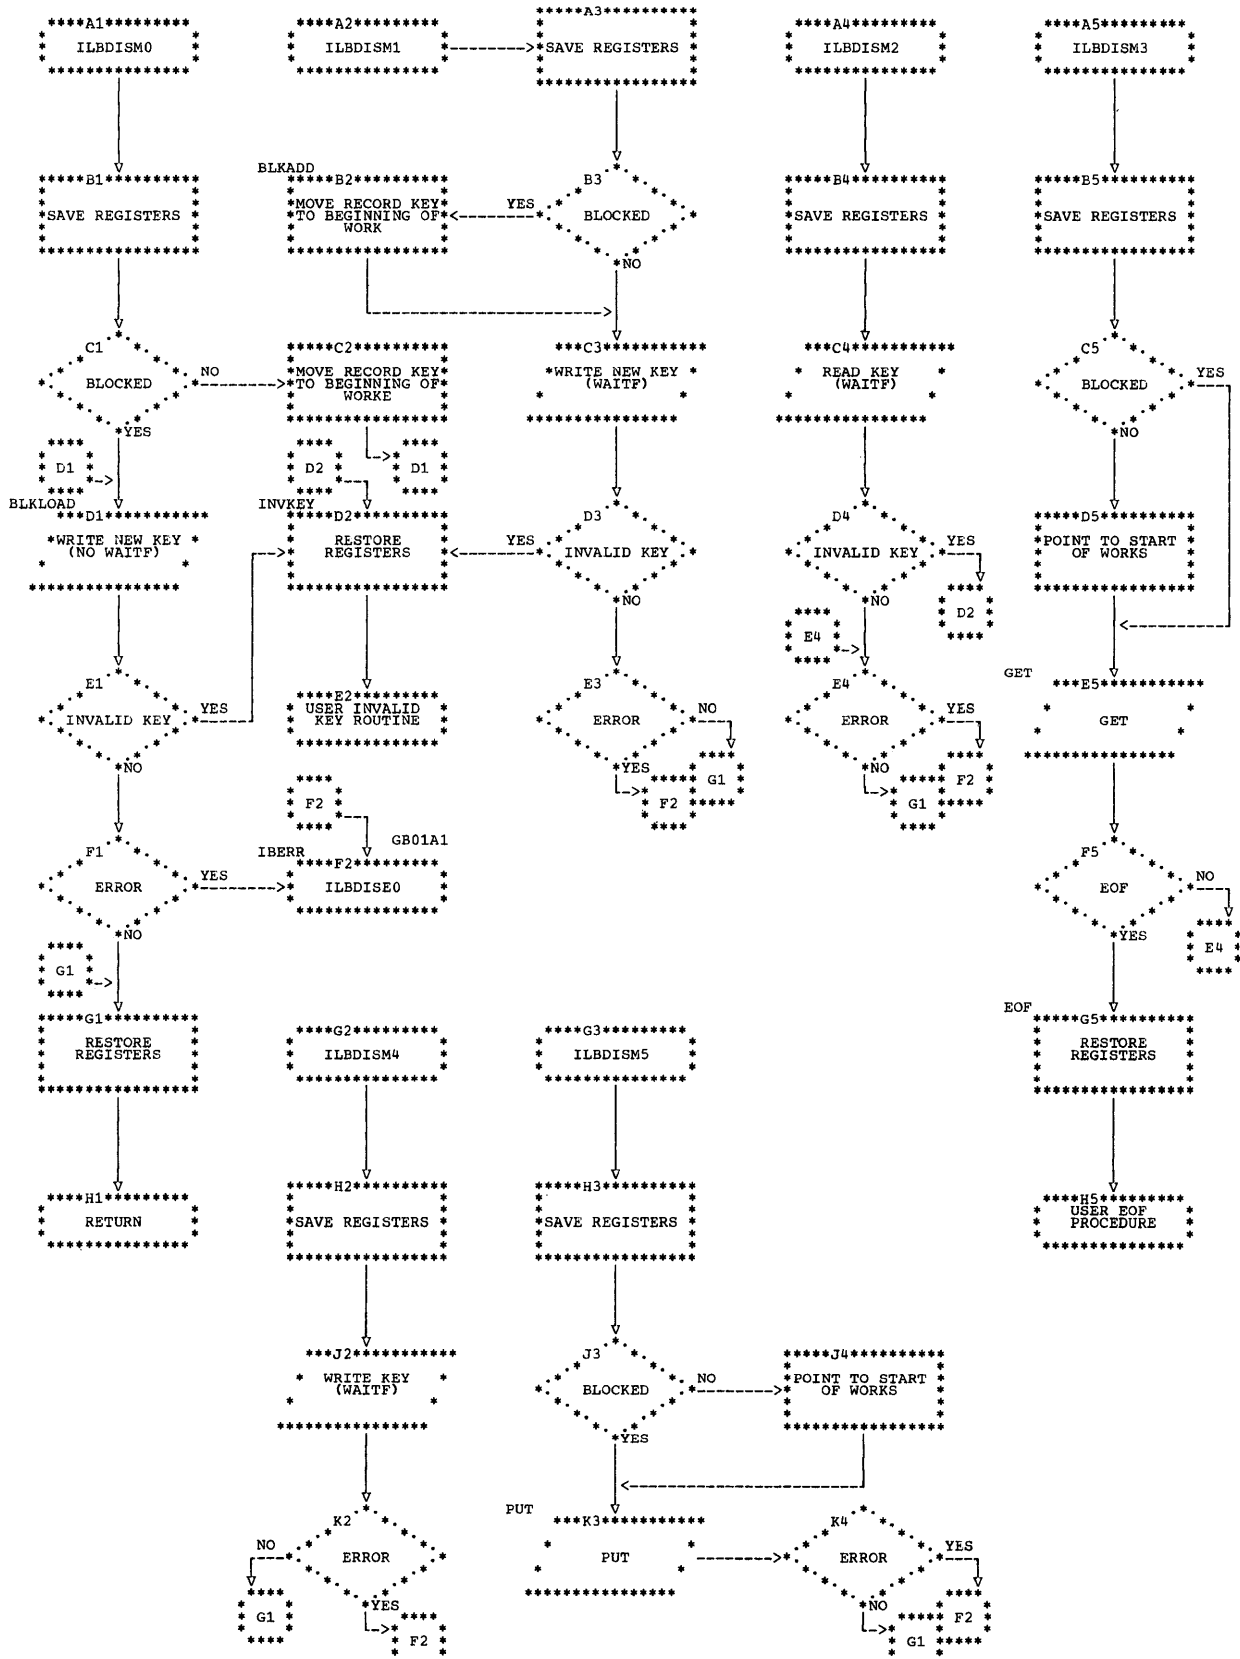 A1
ILBDISM0
A2
ILBDISM1
A3
SAVE REGISTERS
A4
ILBDISM2
A5
ILBDISM3
B1
SAVE REGISTERS
BLKADD
B2
MOVE RECORD KEY
TO BEGINNING OF
WORK
YES
B3
BLOCKED
NO
B4
SAVE REGISTERS
B5
SAVE REGISTERS
C1
BLOCKED
NO
YES
C2
MOVE RECORD KEY
TO BEGINNING OF
WORKE
C3
WRITE NEW KEY
(WAITF)
C4
READ KEY
(WAITF)
C5
BLOCKED
YES
NO
D1
D2
D1
BLKLOAD
D1
WRITE NEW KEY
(NO WAITF)
INVKEY
D2
RESTORE
REGISTERS
YES
D3
INVALID KEY
NO
D4
INVALID KEY
YES
NO
D2
D5
POINT TO START
OF WORKS
E4
E1
INVALID KEY
YES
NO
E2
USER INVALID
KEY ROUTINE
E3
ERROR
NO
YES
G1
F2
E4
ERROR
YES
NO
F2
G1
GET
E5
GET
F2
GB01A1
F1
ERROR
YES
NO
IBERR
F2
ILBDISE0
F5
EOF
NO
YES
E4
G1
G1
RESTORE
REGISTERS
G2
ILBDISM4
G3
ILBDISM5
EOF
G5
RESTORE
REGISTERS
H1
RETURN
H2
SAVE REGISTERS
H3
SAVE REGISTERS
H5
USER EOF
PROCEDURE
J2
WRITE KEY
(WAITF)
J3
BLOCKED
NO
YES
J4
POINT TO START
OF WORKS
K2
NO
ERROR
YES
G1
F2
PUT
K3
PUT
K4
ERROR
YES
NO
F2
G1